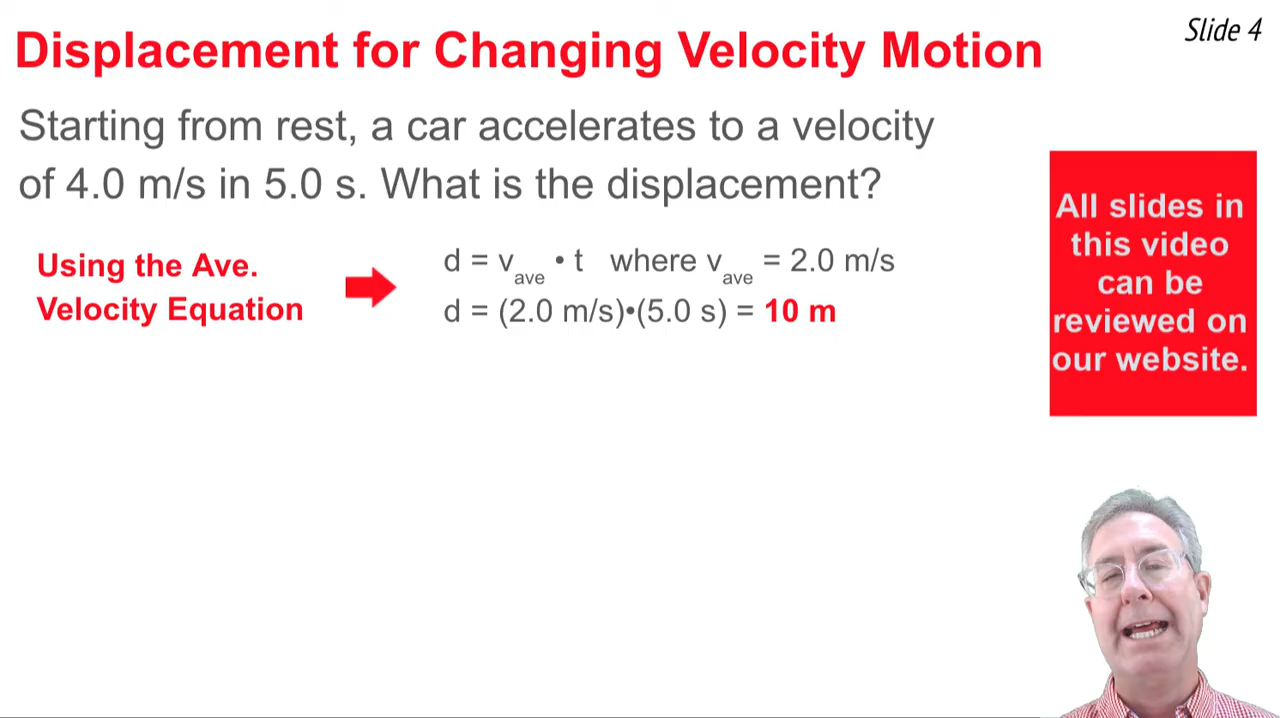 Slide 4
Displacement for Changing Velocity Motion
Starting from rest, a car accelerates to a velocity
of 4.0 m/s in 5.0 s. What is the displacement?
Using the Ave.
Velocity Equation
d = v_ave • t where v_ave = 2.0 m/s
d = (2.0 m/s)•(5.0 s) = 10 m
All slides in
this video
can be
reviewed on
our website.